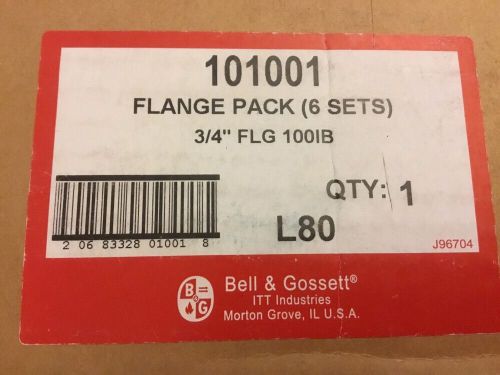 101001
FLANGE PACK (6 SETS)
3/4" FLG 100IB
QTY: 1
2 06 83328 01001 8
L80
J96704
B G
Bell & Gossett®
ITT Industries
Morton Grove, IL U.S.A.